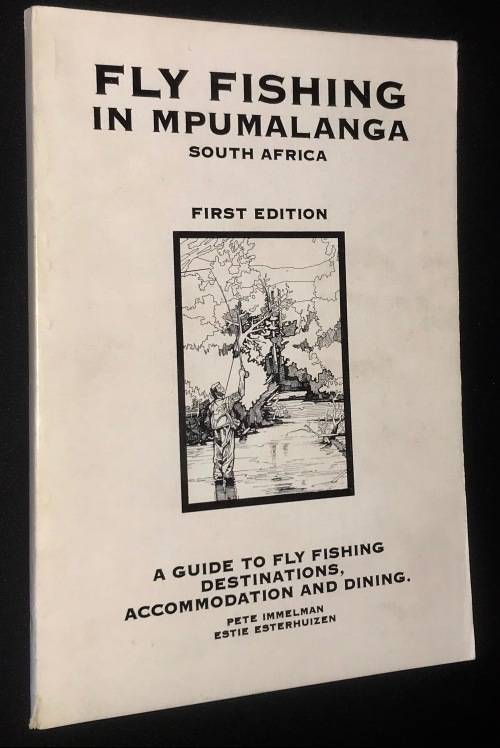 FLY FISHING
IN MPUMALANGA
SOUTH AFRICA
FIRST EDITION
A GUIDE TO FLY FISHING
DESTINATIONS,
ACCOMMODATION AND DINING.
PETE IMMELMAN
ESTIE ESTERHUIZEN